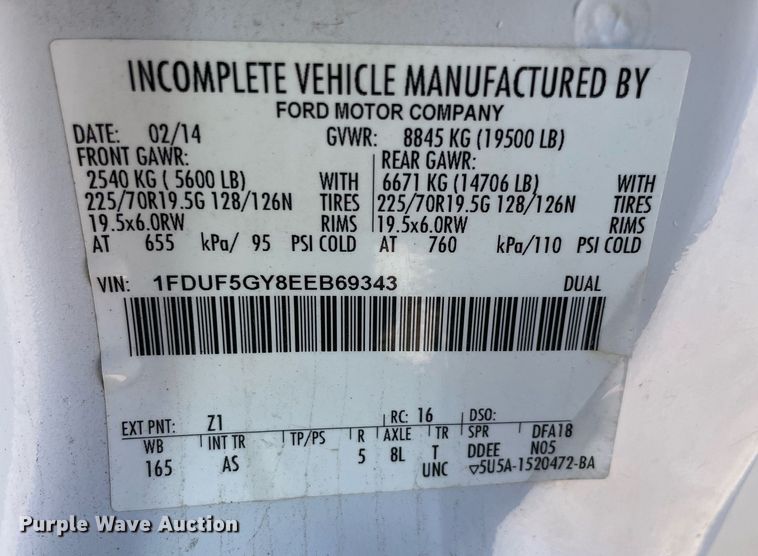 INCOMPLETE VEHICLE MANUFACTURED BY
FORD MOTOR COMPANY
DATE: 02/14 GVWR: 8845 KG (19500 LB)
FRONT GAWR: REAR GAWR:
2540 KG ( 5600 LB) WITH 6671 KG (14706 LB) WITH
225/70R19.5G 128/126N TIRES 225/70R19.5G 128/126N TIRES
19.5x6.0RW RIMS 19.5x6.0RW RIMS
AT 655 kPa/ 95 PSI COLD AT 760 kPa/110 PSI COLD
VIN: 1FDUF5GY8EEB69343 DUAL
EXT PNT: Z1 RC: 16 DSO:
WB INT TR TP/PS R AXLE TR SPR DFA18
165 AS 5 8L T DDEE N05
UNC ▽5U5A-1520472-BA
Purple Wave Auction